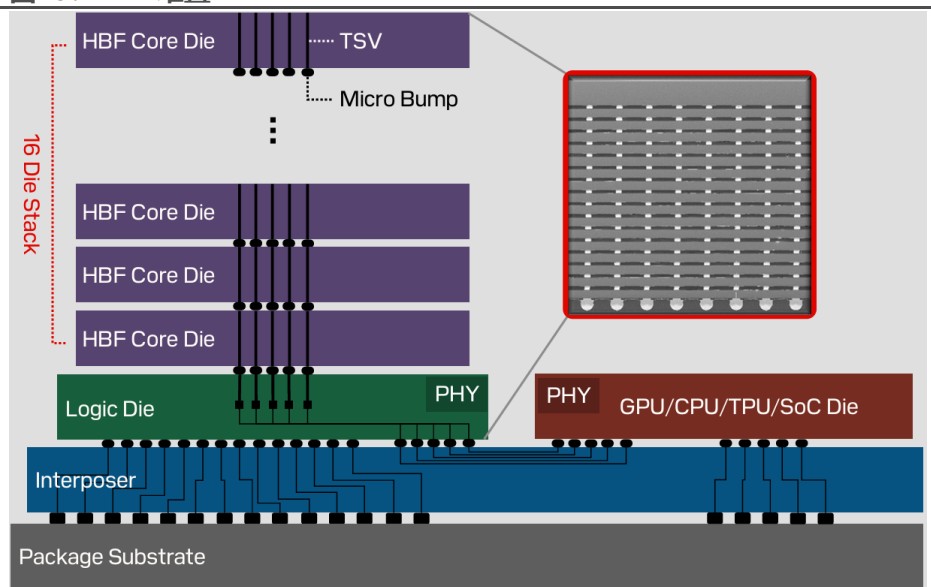 HBF Core Die
TSV
Micro Bump
16 Die Stack
HBF Core Die
HBF Core Die
HBF Core Die
Logic Die
PHY
PHY
GPU/CPU/TPU/SoC Die
Interposer
Package Substrate